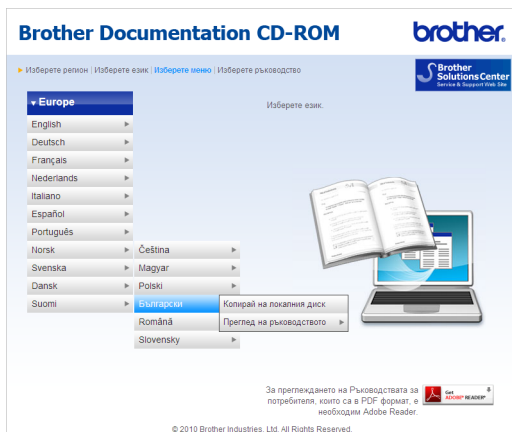 Brother Documentation CD-ROM
brother.
Изберете регион | Изберете език | Изберете меню | Изберете ръководство
Brother
Solutions Center
Service & Support Web Site
Europe
Изберете език.
English
Deutsch
Français
Nederlands
Italiano
Español
Português
Norsk
Čeština
Svenska
Magyar
Dansk
Polski
Suomi
Български
Копирай на локалния диск
Română
Преглед на ръководството
Slovensky
За преглеждането на Ръководствата за
потребителя, които са в PDF формат, е
необходим Adobe Reader.
Get
ADOBE® READER®
© 2010 Brother Industries, Ltd. All Rights Reserved.